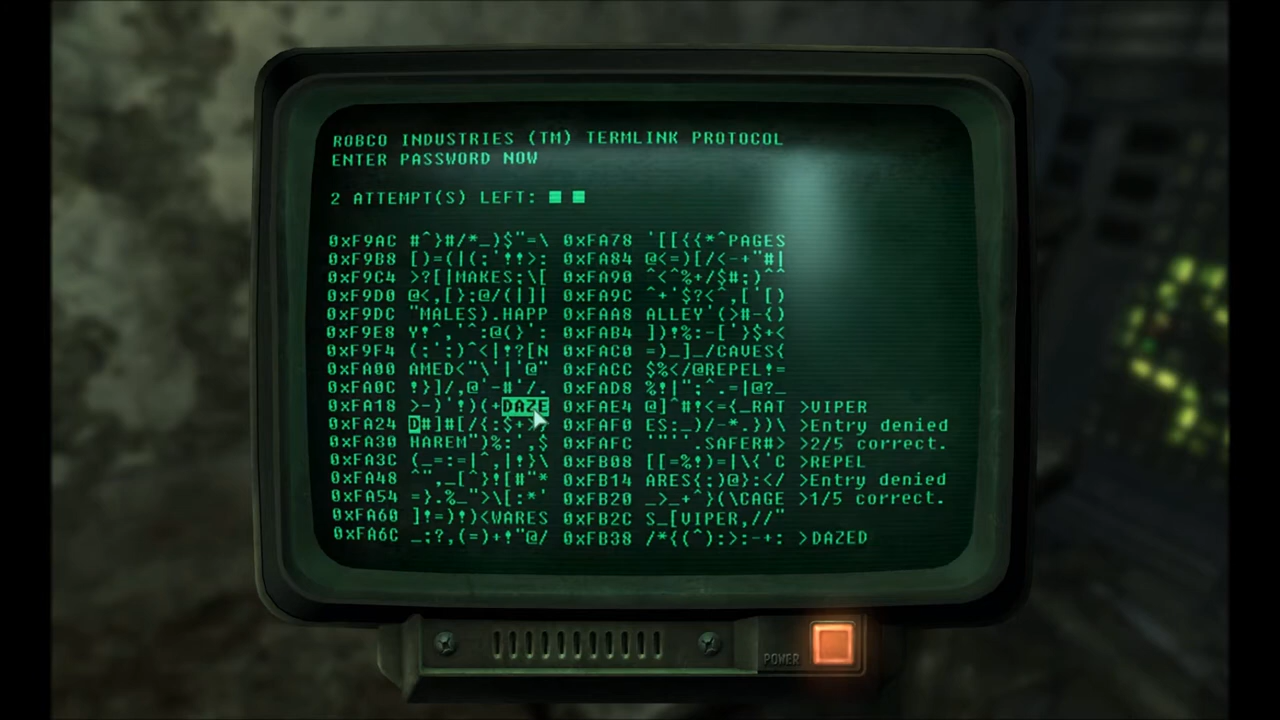 ROBCO INDUSTRIES (TM) TERMLINK PROTOCOL
ENTER PASSWORD NOW
2 ATTEMPT(S) LEFT: ■ ■
0xF9AC #^}#/*_)$"=\ 0xFA78 '[[{{*^PAGES
0xF9B8 [)=(|(;'!!>: 0xFA84 @<=)[/<-+"#|
0xF9C4 >?[|MAKES;\[ 0xFA90 ^<^%+/$#;)^^
0xF9D0 @<,[};@/(|]| 0xFA9C ^+'$?<^,['[)
0xF9DC "MALES).HAPP 0xFAA8 ALLEY'(>#-{)
0xF9E8 Y!^,'^:@(}': 0xFAB4 ])!%:-['}$+<
0xF9F4 (;';)^<|!?[N 0xFAC0 =)_]_/CAVES{
0xFA00 AMED<"\'|'@" 0xFACC $%</@REPEL!=
0xFA0C !}]/,@'-#'/. 0xFAD8 %!|";^.=|@?_
0xFA18 >-)'!)(+DAZE 0xFAE4 @]^#!<={_RAT >VIPER
0xFA24 D#]#[/{:$+> 0xFAF0 ES:_)/-*.})\ >Entry denied
0xFA30 HAREM")%:',$ 0xFAFC '"'".SAFER#> >2/5 correct.
0xFA3C (_=:=|^,|!}\ 0xFB08 [[=%!)=|\{'C >REPEL
0xFA48 ^",_[^}![#"* 0xFB14 ARES{;)@}:</ >Entry denied
0xFA54 =}.%_">\[:*' 0xFB20 _>_+^}(\CAGE >1/5 correct.
0xFA60 ]!=)!)<WARES 0xFB2C S_[VIPER,//"
0xFA6C _;?,(=)+!"@/ 0xFB38 /*{(^):>:-+: >DAZED
POWER